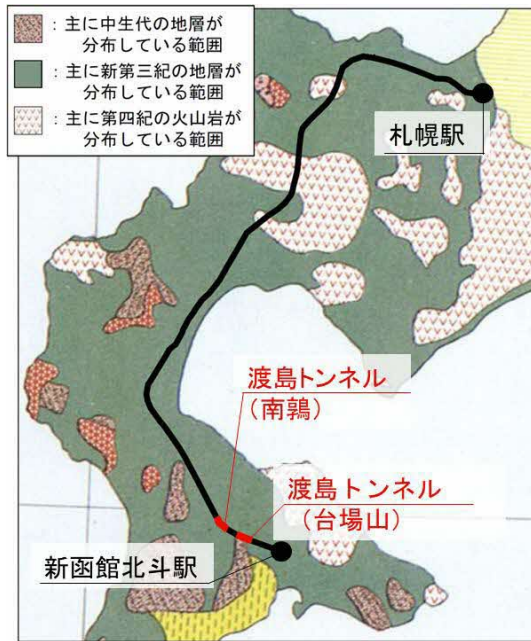 ：主に中生代の地層が
分布している範囲
：主に新第三紀の地層が
分布している範囲
：主に第四紀の火山岩が
分布している範囲
札幌駅
渡島トンネル
（南鶉）
渡島トンネル
（台場山）
新函館北斗駅